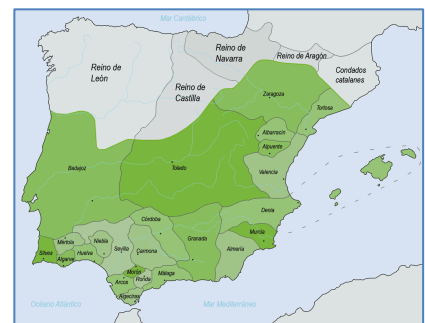 Mar Cantábrico
Reino de
Navarra
Reino de Aragón
Reino de
León
Condados
catalanes
Reino de
Castilla
Zaragoza
Tortosa
Albarracín
Alpuente
Badajoz
Toledo
Valencia
Denia
Córdoba
Murcia
Granada
Mértola
Niebla
Sevilla
Carmona
Almería
Silves
Algarve
Huelva
Morón
Ronda
Málaga
Arcos
Algeciras
Océano Atlántico
Mar Mediterráneo